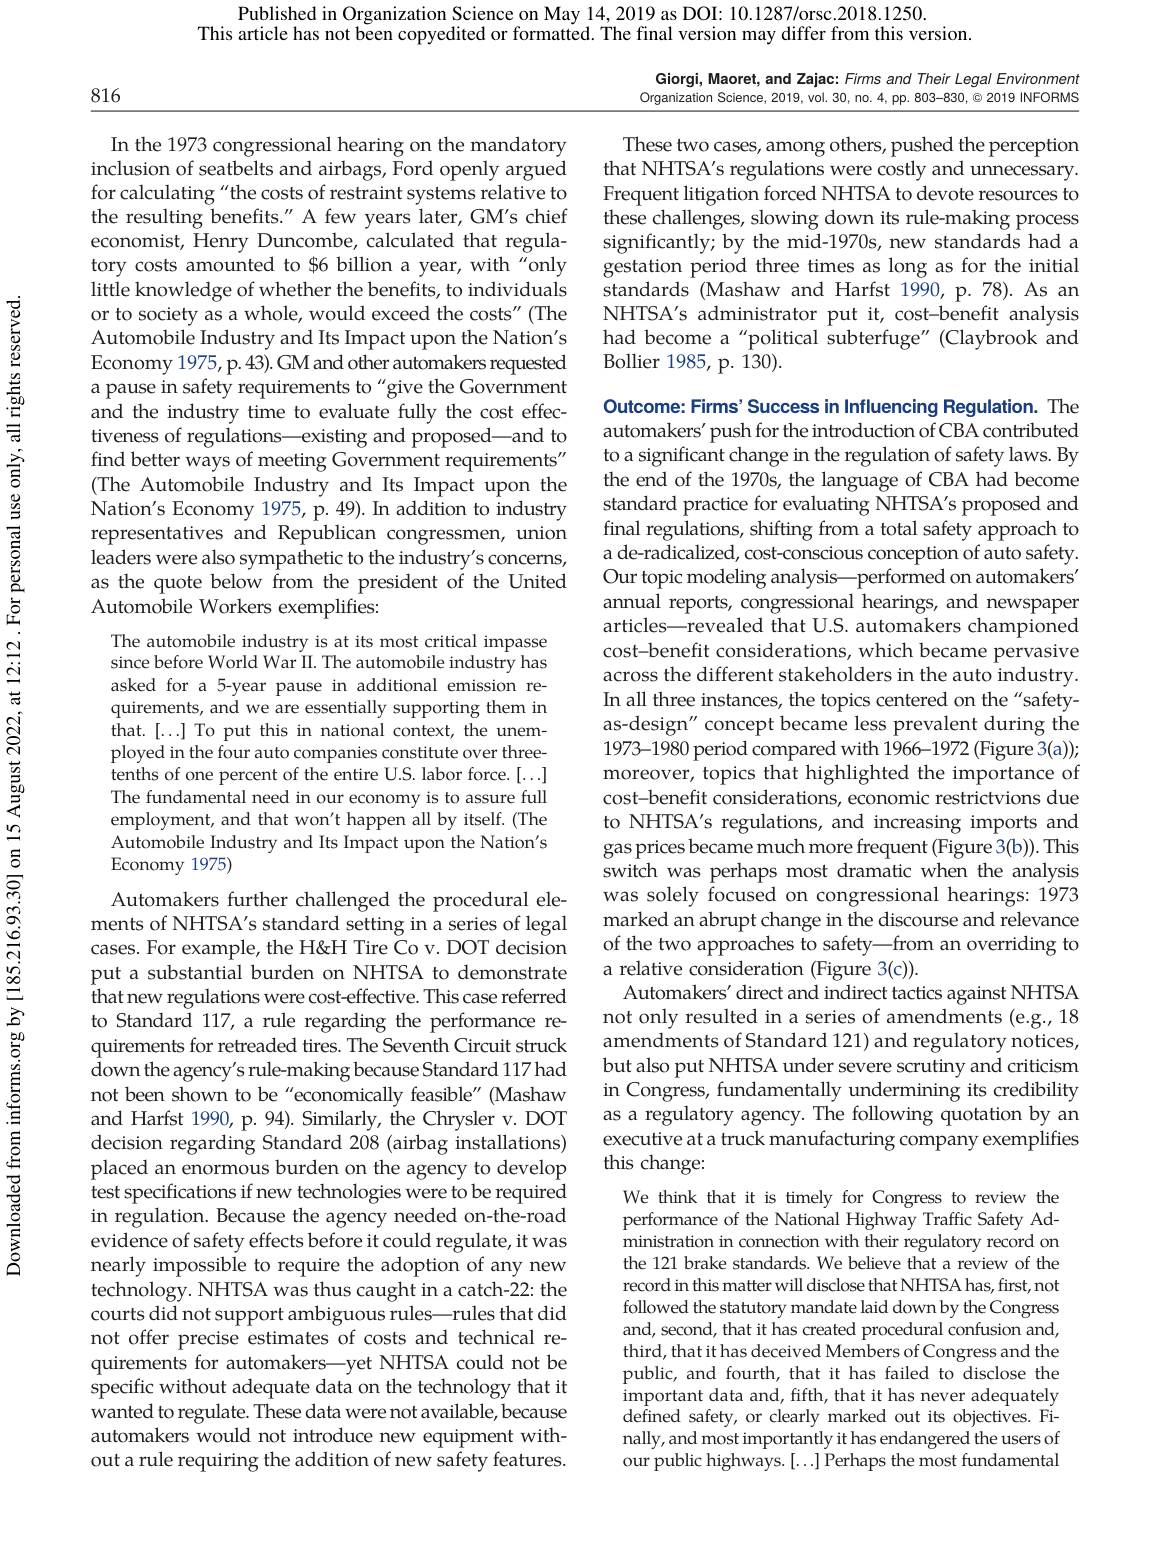 Published in Organization Science on May 14, 2019 as DOI: 10.1287/orsc.2018.1250.
This article has not been copyedited or formatted. The final version may differ from this version.
Giorgi, Maoret, and Zajac: Firms and Their Legal Environment
816
Organization Science, 2019, vol. 30, no. 4, pp. 803–830, © 2019 INFORMS
In the 1973 congressional hearing on the mandatory
inclusion of seatbelts and airbags, Ford openly argued
for calculating “the costs of restraint systems relative to
the resulting benefits.” A few years later, GM’s chief
economist, Henry Duncombe, calculated that regula-
tory costs amounted to $6 billion a year, with “only
little knowledge of whether the benefits, to individuals
or to society as a whole, would exceed the costs” (The
Automobile Industry and Its Impact upon the Nation’s
Economy 1975, p. 43). GM and other automakers requested
a pause in safety requirements to “give the Government
and the industry time to evaluate fully the cost effec-
tiveness of regulations—existing and proposed—and to
find better ways of meeting Government requirements”
(The Automobile Industry and Its Impact upon the
Nation’s Economy 1975, p. 49). In addition to industry
representatives and Republican congressmen, union
leaders were also sympathetic to the industry’s concerns,
as the quote below from the president of the United
Automobile Workers exemplifies:
The automobile industry is at its most critical impasse
since before World War II. The automobile industry has
asked for a 5-year pause in additional emission re-
quirements, and we are essentially supporting them in
that. [...] To put this in national context, the unem-
ployed in the four auto companies constitute over three-
tenths of one percent of the entire U.S. labor force. [...]
The fundamental need in our economy is to assure full
employment, and that won’t happen all by itself. (The
Automobile Industry and Its Impact upon the Nation’s
Economy 1975)
Automakers further challenged the procedural ele-
ments of NHTSA’s standard setting in a series of legal
cases. For example, the H&H Tire Co v. DOT decision
put a substantial burden on NHTSA to demonstrate
that new regulations were cost-effective. This case referred
to Standard 117, a rule regarding the performance re-
quirements for retreaded tires. The Seventh Circuit struck
down the agency’s rule-making because Standard 117 had
not been shown to be “economically feasible” (Mashaw
and Harfst 1990, p. 94). Similarly, the Chrysler v. DOT
decision regarding Standard 208 (airbag installations)
placed an enormous burden on the agency to develop
test specifications if new technologies were to be required
in regulation. Because the agency needed on-the-road
evidence of safety effects before it could regulate, it was
nearly impossible to require the adoption of any new
technology. NHTSA was thus caught in a catch-22: the
courts did not support ambiguous rules—rules that did
not offer precise estimates of costs and technical re-
quirements for automakers—yet NHTSA could not be
specific without adequate data on the technology that it
wanted to regulate. These data were not available, because
automakers would not introduce new equipment with-
out a rule requiring the addition of new safety features.
These two cases, among others, pushed the perception
that NHTSA’s regulations were costly and unnecessary.
Frequent litigation forced NHTSA to devote resources to
these challenges, slowing down its rule-making process
significantly; by the mid-1970s, new standards had a
gestation period three times as long as for the initial
standards (Mashaw and Harfst 1990, p. 78). As an
NHTSA’s administrator put it, cost–benefit analysis
had become a “political subterfuge” (Claybrook and
Bollier 1985, p. 130).
Outcome: Firms’ Success in Influencing Regulation. The
automakers’ push for the introduction of CBA contributed
to a significant change in the regulation of safety laws. By
the end of the 1970s, the language of CBA had become
standard practice for evaluating NHTSA’s proposed and
final regulations, shifting from a total safety approach to
a de-radicalized, cost-conscious conception of auto safety.
Our topic modeling analysis—performed on automakers’
annual reports, congressional hearings, and newspaper
articles—revealed that U.S. automakers championed
cost–benefit considerations, which became pervasive
across the different stakeholders in the auto industry.
In all three instances, the topics centered on the “safety-
as-design” concept became less prevalent during the
1973–1980 period compared with 1966–1972 (Figure 3(a));
moreover, topics that highlighted the importance of
cost–benefit considerations, economic restrictvions due
to NHTSA’s regulations, and increasing imports and
gas prices became much more frequent (Figure 3(b)). This
switch was perhaps most dramatic when the analysis
was solely focused on congressional hearings: 1973
marked an abrupt change in the discourse and relevance
of the two approaches to safety—from an overriding to
a relative consideration (Figure 3(c)).
Automakers’ direct and indirect tactics against NHTSA
not only resulted in a series of amendments (e.g., 18
amendments of Standard 121) and regulatory notices,
but also put NHTSA under severe scrutiny and criticism
in Congress, fundamentally undermining its credibility
as a regulatory agency. The following quotation by an
executive at a truck manufacturing company exemplifies
this change:
We think that it is timely for Congress to review the
performance of the National Highway Traffic Safety Ad-
ministration in connection with their regulatory record on
the 121 brake standards. We believe that a review of the
record in this matter will disclose that NHTSA has, first, not
followed the statutory mandate laid down by the Congress
and, second, that it has created procedural confusion and,
third, that it has deceived Members of Congress and the
public, and fourth, that it has failed to disclose the
important data and, fifth, that it has never adequately
defined safety, or clearly marked out its objectives. Fi-
nally, and most importantly it has endangered the users of
our public highways. [...] Perhaps the most fundamental
Downloaded from informs.org by [185.216.93.30] on 15 August 2022, at 12:12 . For personal use only, all rights reserved.